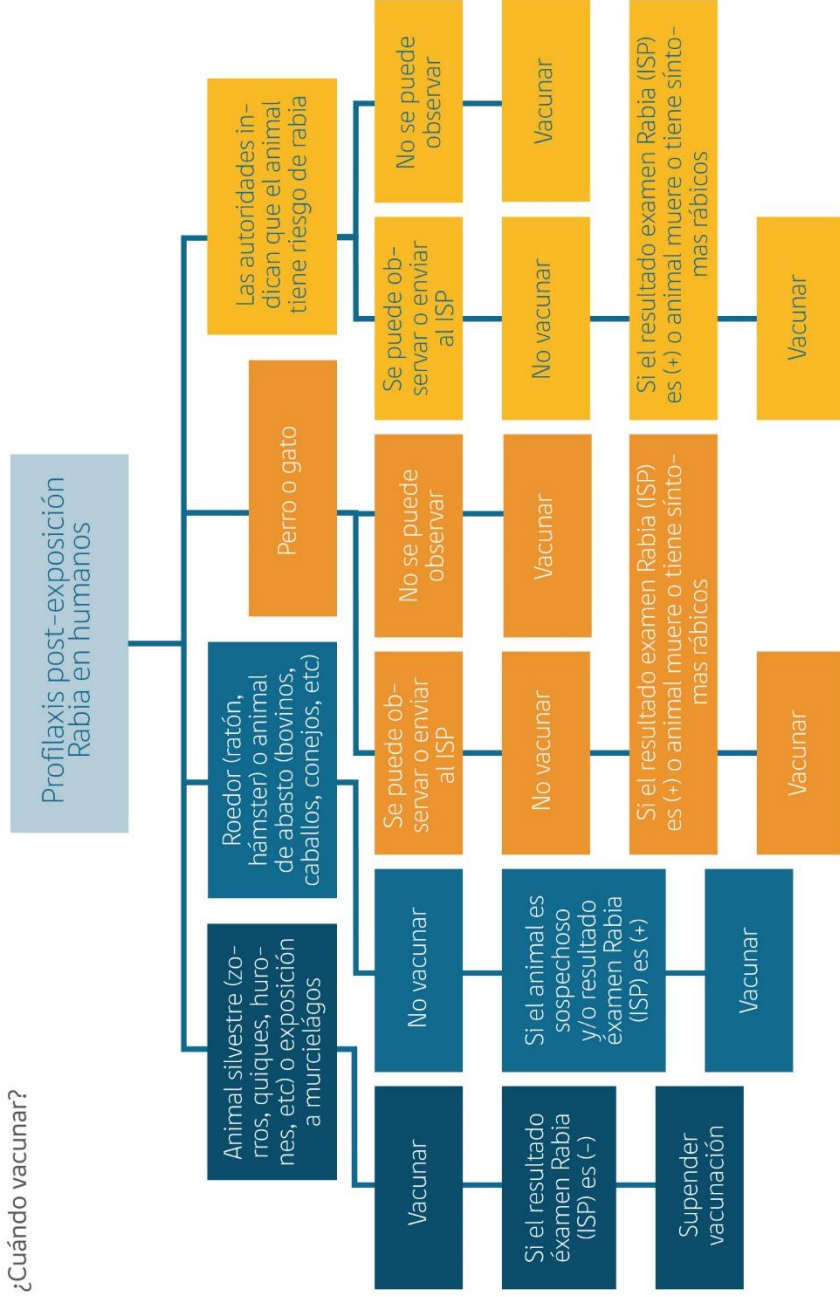 ¿Cuándo vacunar?
Profilaxis post-exposición
Rabia en humanos
Animal silvestre (zo-
rros, quiques, huro-
nes, etc) o exposición
a murcielágos
Vacunar
Si el resultado
éxamen Rabia
(ISP) es (-)
Supender
vacunación
Roedor (ratón,
hámster) o animal
de abasto (bovinos,
caballos, conejos, etc)
No vacunar
Si el animal es
sospechoso
y/o resultado
éxamen Rabia
(ISP) es (+)
Vacunar
Perro o gato
Se puede ob-
servar o enviar
al ISP
No vacunar
No se puede
observar
Vacunar
Si el resultado examen Rabia (ISP)
es (+) o animal muere o tiene sínto-
mas rábicos
Vacunar
Las autoridades in-
dican que el animal
tiene riesgo de rabia
Se puede ob-
servar o enviar
al ISP
No vacunar
No se puede
observar
Vacunar
Si el resultado examen Rabia (ISP)
es (+) o animal muere o tiene sínto-
mas rábicos
Vacunar